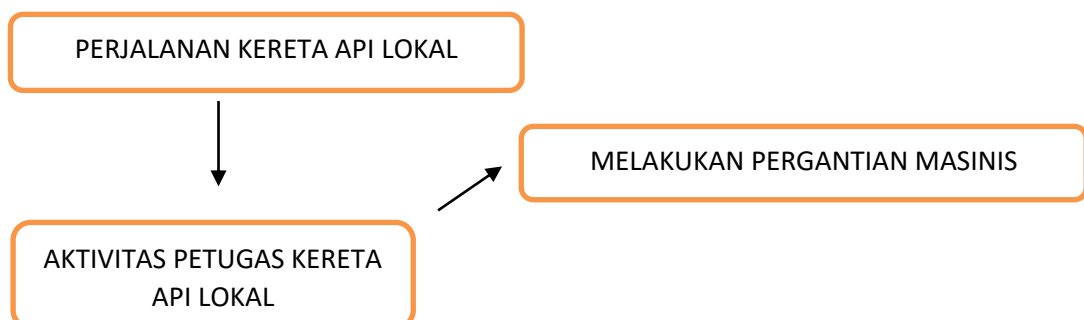 PERJALANAN KERETA API LOKAL
MELAKUKAN PERGANTIAN MASINIS
AKTIVITAS PETUGAS KERETA
API LOKAL